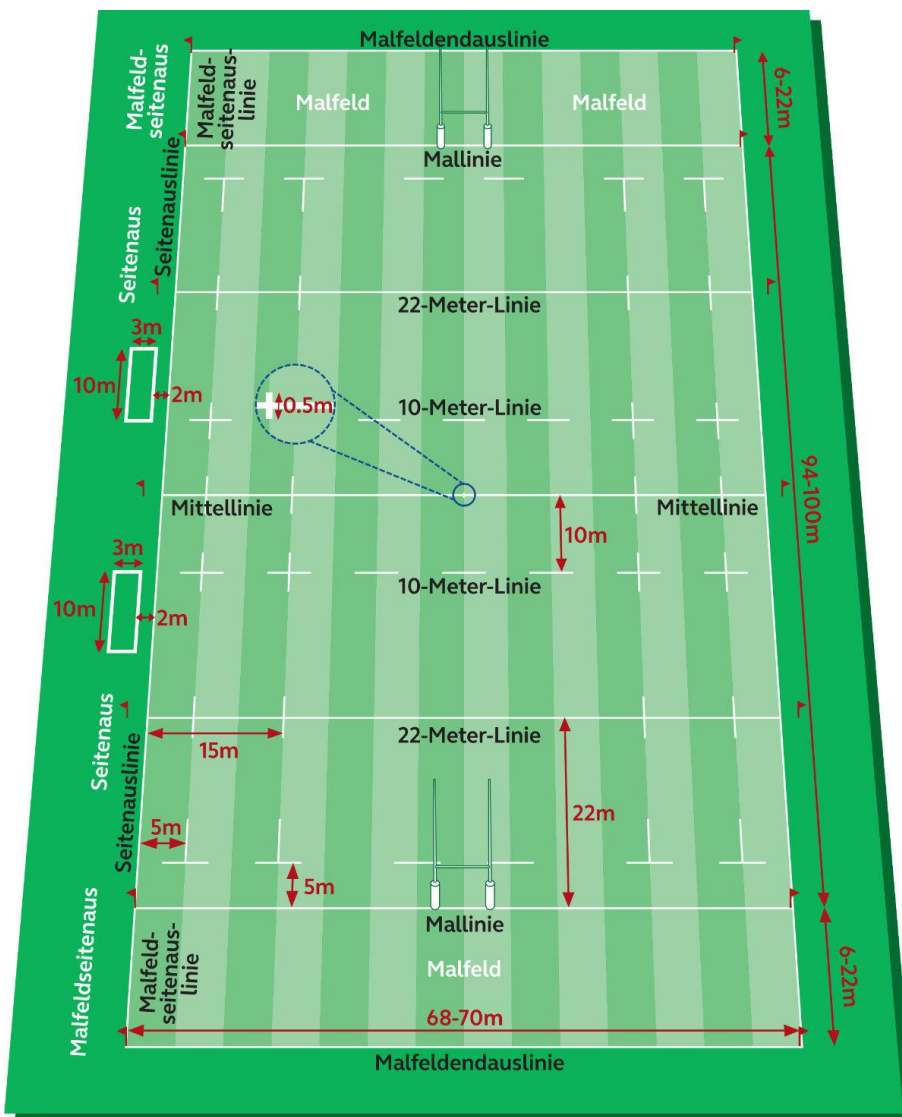 Malfeldendauslinie
Malfeld-
seitenaus
Malfeld-
seitenaus-
linie
Malfeld
Malfeld
6-22m
Mallinie
Seitenauslinie
Seitenaus
22-Meter-Linie
3m
10m
2m
0.5m
10-Meter-Linie
94-100m
Mittellinie
Mittellinie
10m
3m
10-Meter-Linie
10m
2m
Seitenaus
22-Meter-Linie
15m
Seitenauslinie
22m
5m
5m
Mallinie
Malfeldseitenaus
Malfeld-
seitenaus-
linie
Malfeld
6-22m
68-70m
Malfeldendauslinie